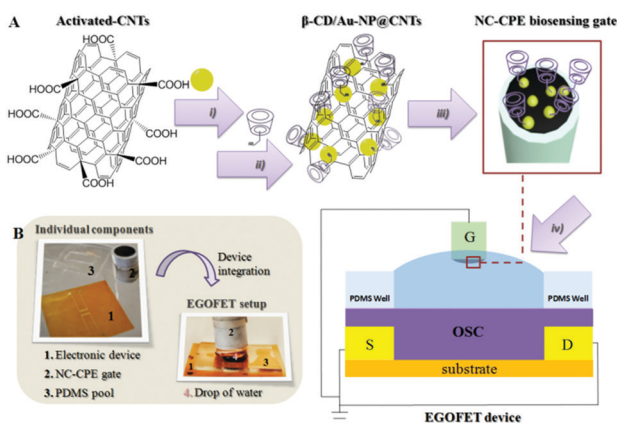 A
Activated-CNTs
β-CD/Au-NP@CNTs
NC-CPE biosensing gate
HOOC
HOOC
COOH
HOOC
COOH
HOOC
COOH
HOOC
COOH
COOH
i)
ii)
iii)
iv)
B
Individual components
3
2
1
Device
integration
EGOFET setup
2
1
3
1. Electronic device
2. NC-CPE gate
3. PDMS pool
4. Drop of water
G
PDMS Well
PDMS Well
OSC
S
D
substrate
EGOFET device